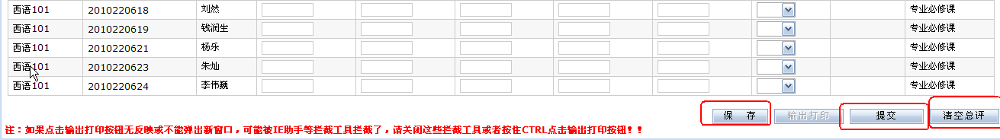 西语101 2010220618 刘然 专业必修课
西语101 2010220619 钱润生 专业必修课
西语101 2010220621 杨乐 专业必修课
西语101 2010220623 朱灿 专业必修课
西语101 2010220624 李伟巍 专业必修课
保 存 输出打印 提交 清空总评
注：如果点击输出打印按钮无反映或不能弹出新窗口，可能被IE助手等拦截工具拦截了，请关闭这些拦截工具或者按住CTRL点击输出打印按钮！！